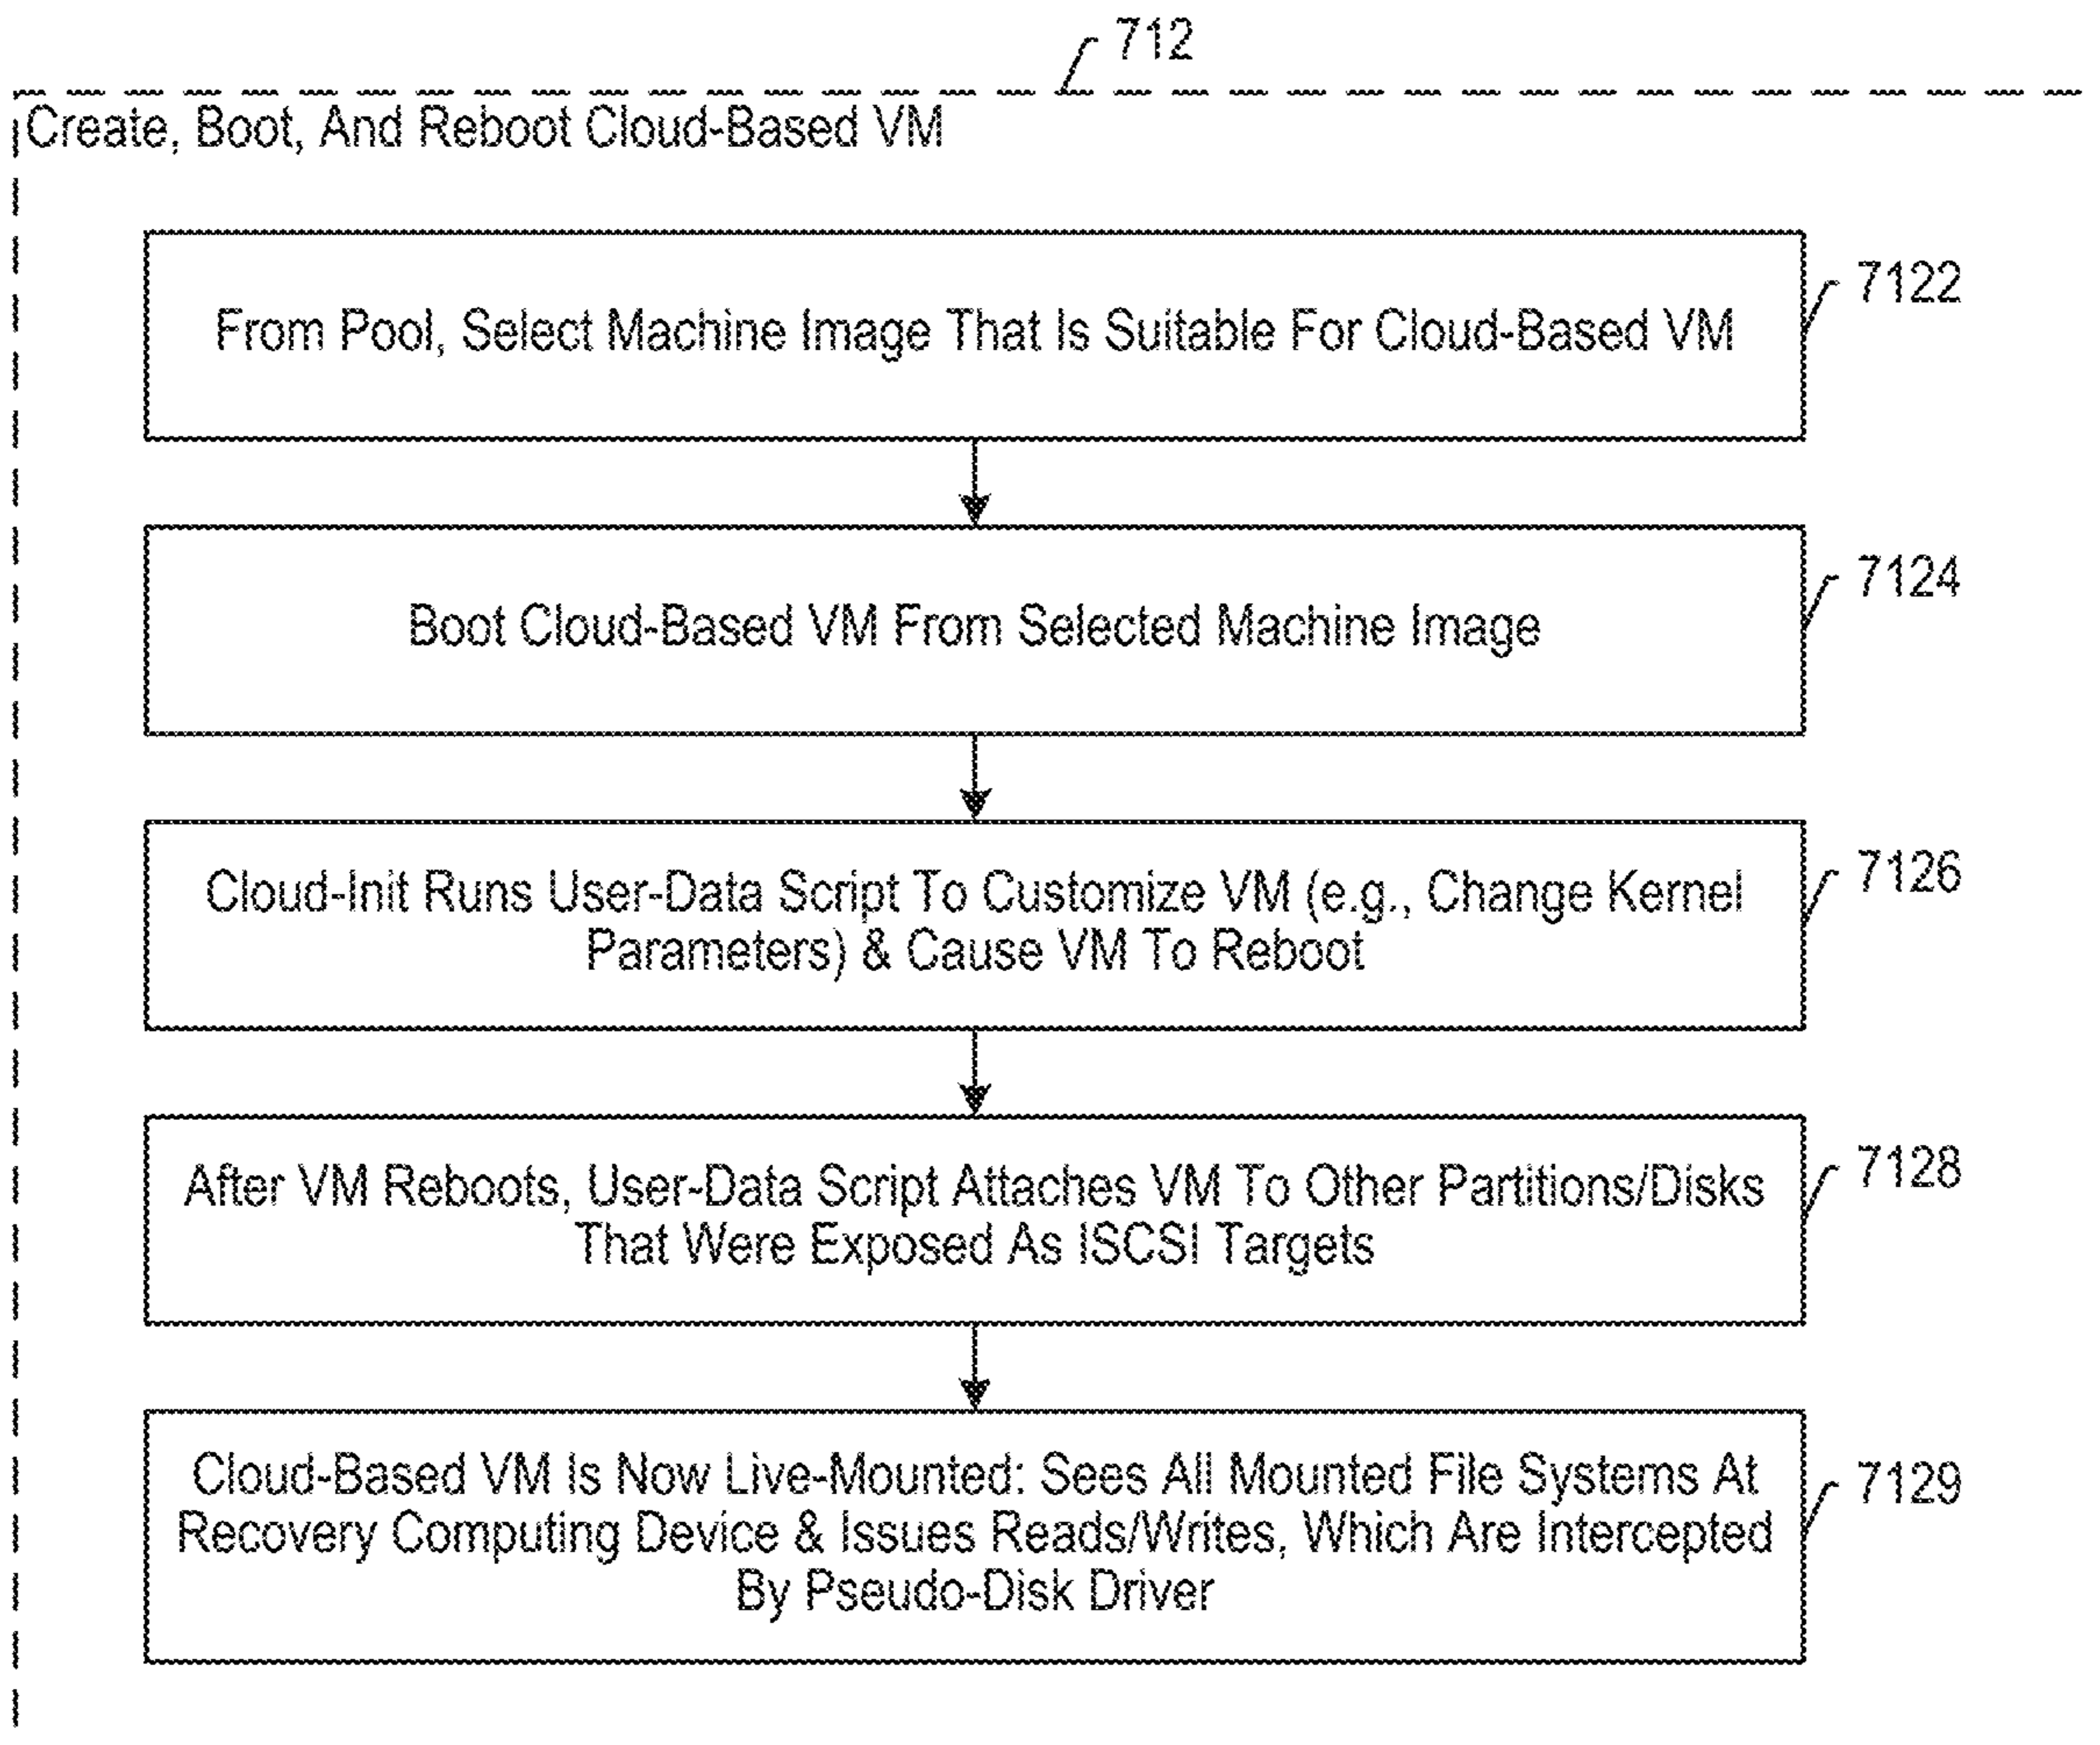 712
Create, Boot, And Reboot Cloud-Based VM
From Pool, Select Machine Image That Is Suitable For Cloud-Based VM
7122
Boot Cloud-Based VM From Selected Machine Image
7124
Cloud-Init Runs User-Data Script To Customize VM (e.g., Change Kernel
Parameters) & Cause VM To Reboot
7126
After VM Reboots, User-Data Script Attaches VM To Other Partitions/Disks
That Were Exposed As ISCSI Targets
7128
Cloud-Based VM Is Now Live-Mounted: Sees All Mounted File Systems At
Recovery Computing Device & Issues Reads/Writes, Which Are Intercepted
By Pseudo-Disk Driver
7129